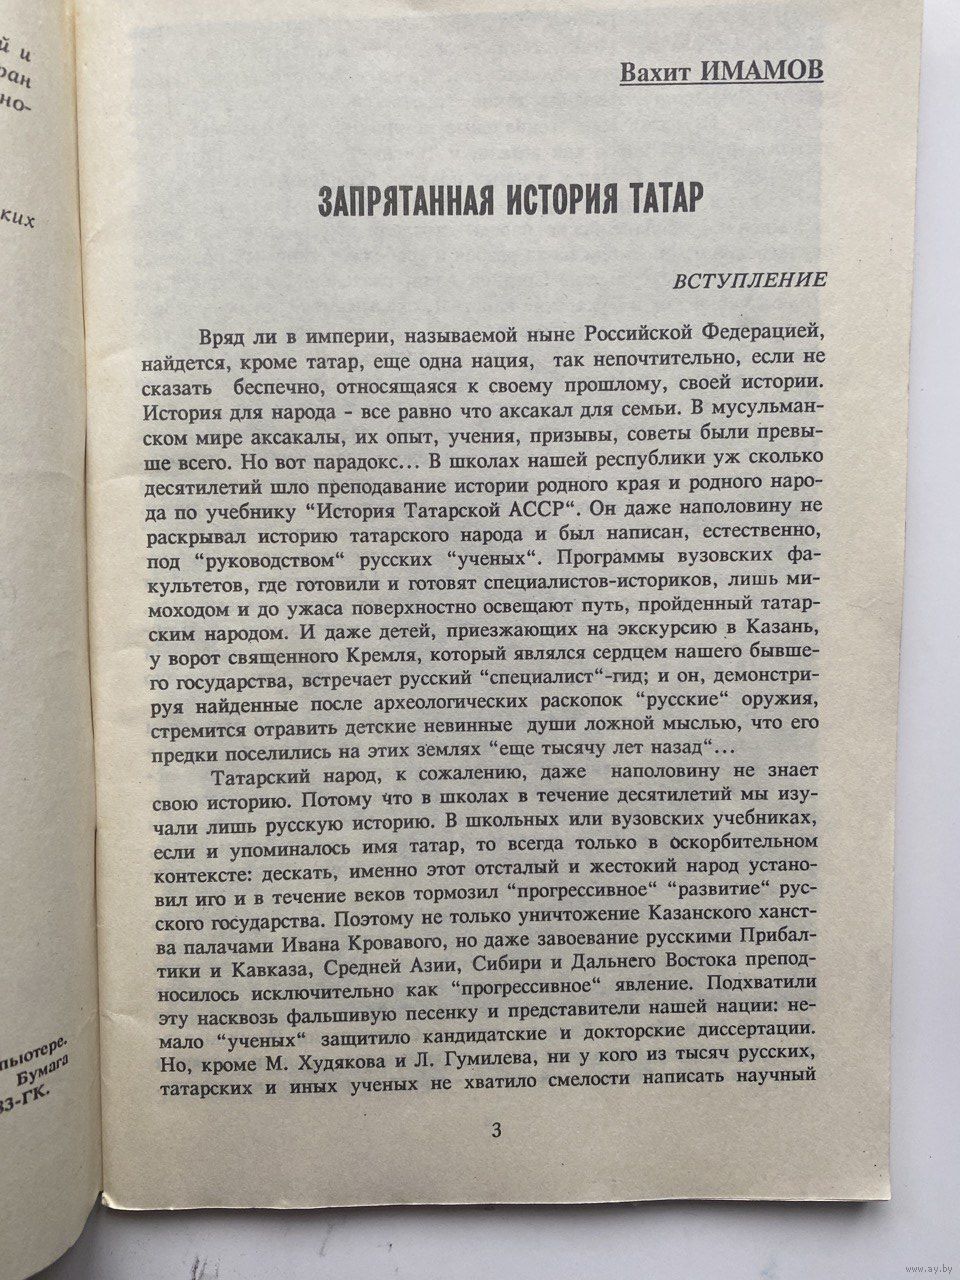 й и
ран
но-
ских
пьютере.
Бумага
33-ГК.
Вахит ИМАМОВ
ЗАПРЯТАННАЯ ИСТОРИЯ ТАТАР
ВСТУПЛЕНИЕ
Вряд ли в империи, называемой ныне Российской Федерацией,
найдется, кроме татар, еще одна нация, так непочтительно, если не
сказать беспечно, относящаяся к своему прошлому, своей истории.
История для народа - все равно что аксакал для семьи. В мусульман-
ском мире аксакалы, их опыт, учения, призывы, советы были превы-
ше всего. Но вот парадокс... В школах нашей республики уж сколько
десятилетий шло преподавание истории родного края и родного наро-
да по учебнику “История Татарской АССР“. Он даже наполовину не
раскрывал историю татарского народа и был написан, естественно,
под “руководством“ русских “ученых“. Программы вузовских фа-
культетов, где готовили и готовят специалистов-историков, лишь ми-
моходом и до ужаса поверхностно освещают путь, пройденный татар-
ским народом. И даже детей, приезжающих на экскурсию в Казань,
у ворот священного Кремля, который являлся сердцем нашего бывше-
го государства, встречает русский “специалист“-гид; и он, демонстри-
руя найденные после археологических раскопок “русские“ оружия,
стремится отравить детские невинные души ложной мыслью, что его
предки поселились на этих землях “еще тысячу лет назад“...
Татарский народ, к сожалению, даже наполовину не знает
свою историю. Потому что в школах в течение десятилетий мы изу-
чали лишь русскую историю. В школьных или вузовских учебниках,
если и упоминалось имя татар, то всегда только в оскорбительном
контексте: дескать, именно этот отсталый и жестокий народ устано-
вил иго и в течение веков тормозил “прогрессивное“ “развитие“ рус-
ского государства. Поэтому не только уничтожение Казанского ханст-
ва палачами Ивана Кровавого, но даже завоевание русскими Прибал-
тики и Кавказа, Средней Азии, Сибири и Дальнего Востока препод-
носилось исключительно как “прогрессивное“ явление. Подхватили
эту насквозь фальшивую песенку и представители нашей нации: не-
мало “ученых“ защитило кандидатские и докторские диссертации.
Но, кроме М. Худякова и Л. Гумилева, ни у кого из тысяч русских,
татарских и иных ученых не хватило смелости написать научный
3
www.ay.by